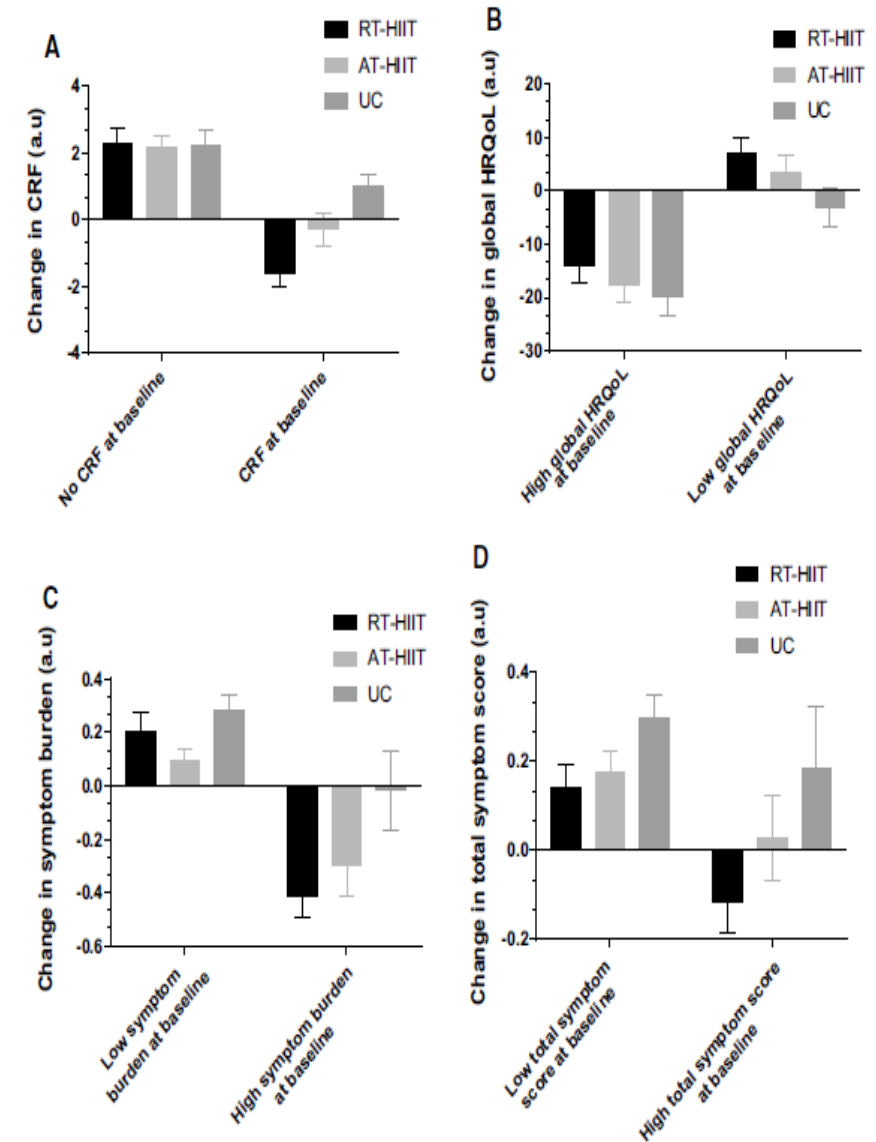 A
RT-HIIT
AT-HIIT
UC
Change in CRF (a.u)
4
2
0
-2
-4
No CRF at baseline
CRF at baseline
B
RT-HIIT
AT-HIIT
UC
Change in global HRQoL (a.u)
20
10
0
-10
-20
-30
High global HRQoL
at baseline
Low global HRQoL
at baseline
C
RT-HIIT
AT-HIIT
UC
Change in symptom burden (a.u)
0.4
0.2
0.0
-0.2
-0.4
-0.6
Low symptom
burden at baseline
High symptom burden
at baseline
D
RT-HIIT
AT-HIIT
UC
Change in total symptom score (a.u)
0.4
0.2
0.0
-0.2
Low total symptom
score at baseline
High total symptom score
at baseline